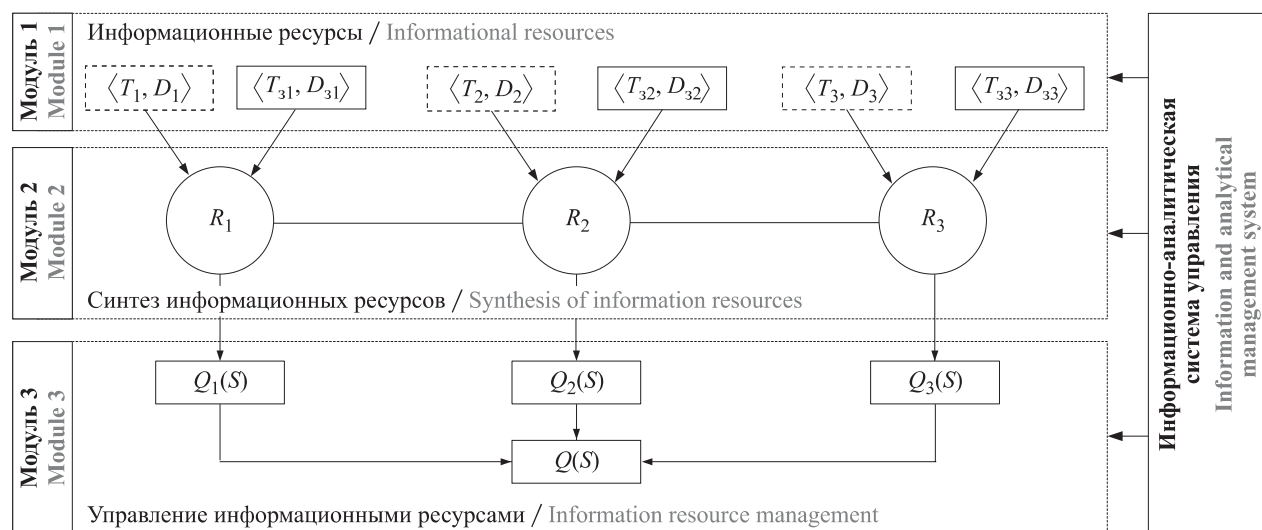 Модуль 1
Module 1
Информационные ресурсы / Informational resources
⟨T₁, D₁⟩
⟨Tз₁, Dз₁⟩
⟨T₂, D₂⟩
⟨Tз₂, Dз₂⟩
⟨T₃, D₃⟩
⟨Tз₃, Dз₃⟩
Модуль 2
Module 2
R₁
R₂
R₃
Синтез информационных ресурсов / Synthesis of information resources
Модуль 3
Module 3
Q₁(S)
Q₂(S)
Q₃(S)
Q(S)
Управление информационными ресурсами / Information resource management
Информационно-аналитическая
система управления
Information and analytical
management system